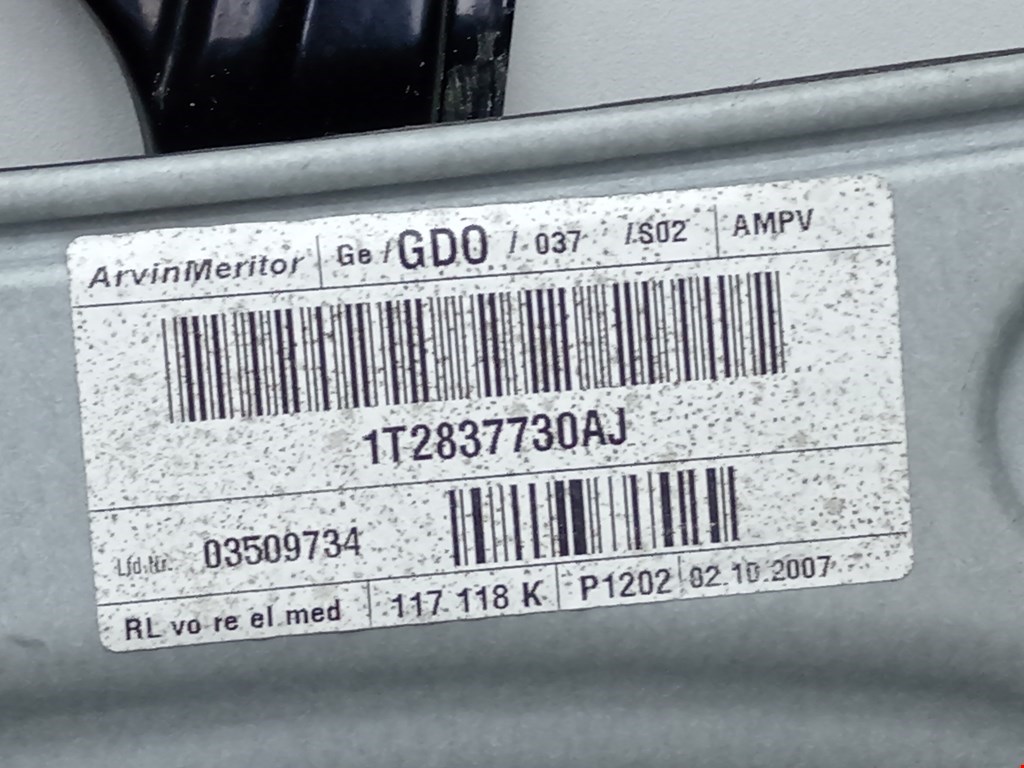 ArvinMeritor Ge /GDO / 037 /.S02 AMPV
1T2837730AJ
Lfd.Nr. 03509734
RL vo re el med 117 118 K P1202 02.10.2007